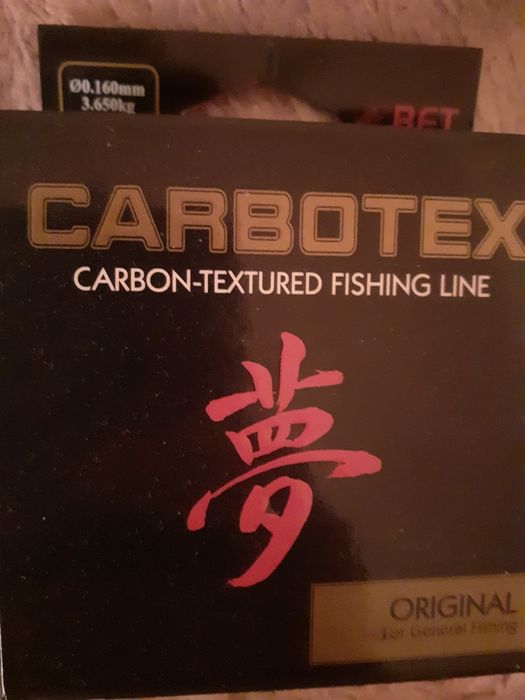 Ø0.160mm
3.650kg
CARBOTEX
CARBON-TEXTURED FISHING LINE
夢
ORIGINAL
For General Fishing